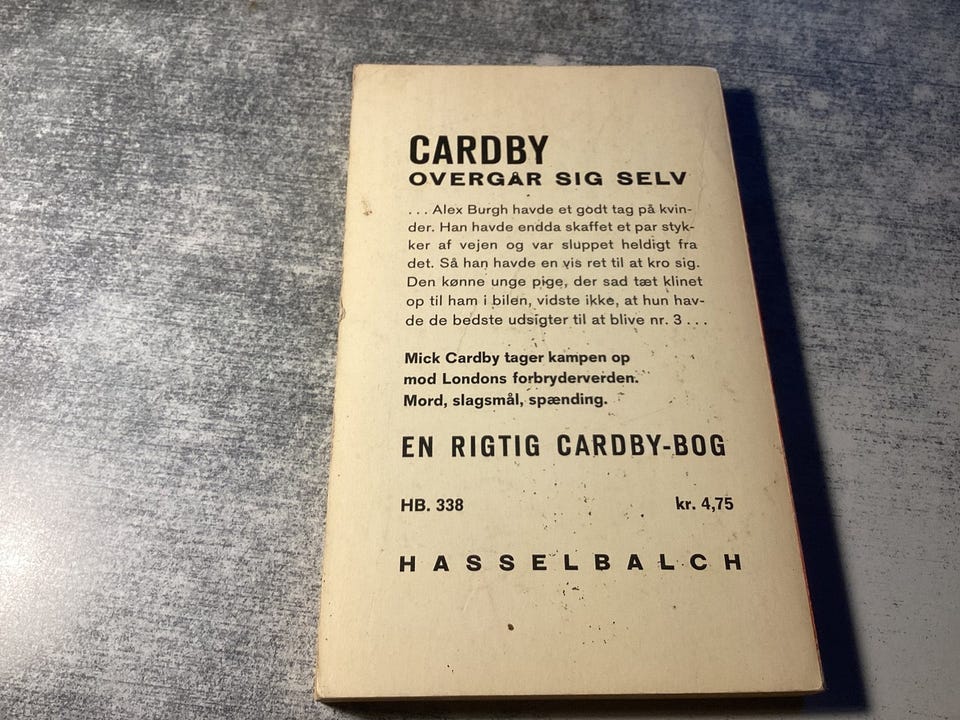 CARDBY
OVERGÅR SIG SELV
... Alex Burgh havde et godt tag på kvin-
der. Han havde endda skaffet et par styk-
ker af vejen og var sluppet heldigt fra
det. Så han havde en vis ret til at kro sig.
Den kønne unge pige, der sad tæt klinet
op til ham i bilen, vidste ikke, at hun hav-
de de bedste udsigter til at blive nr. 3 ...
Mick Cardby tager kampen op
mod Londons forbryderverden.
Mord, slagsmål, spænding.
EN RIGTIG CARDBY-BOG
HB. 338 kr. 4,75
HASSELBALCH